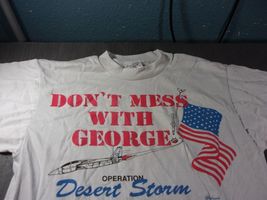 DON'T MESS
WITH
GEORGE
OPERATION
Desert Storm